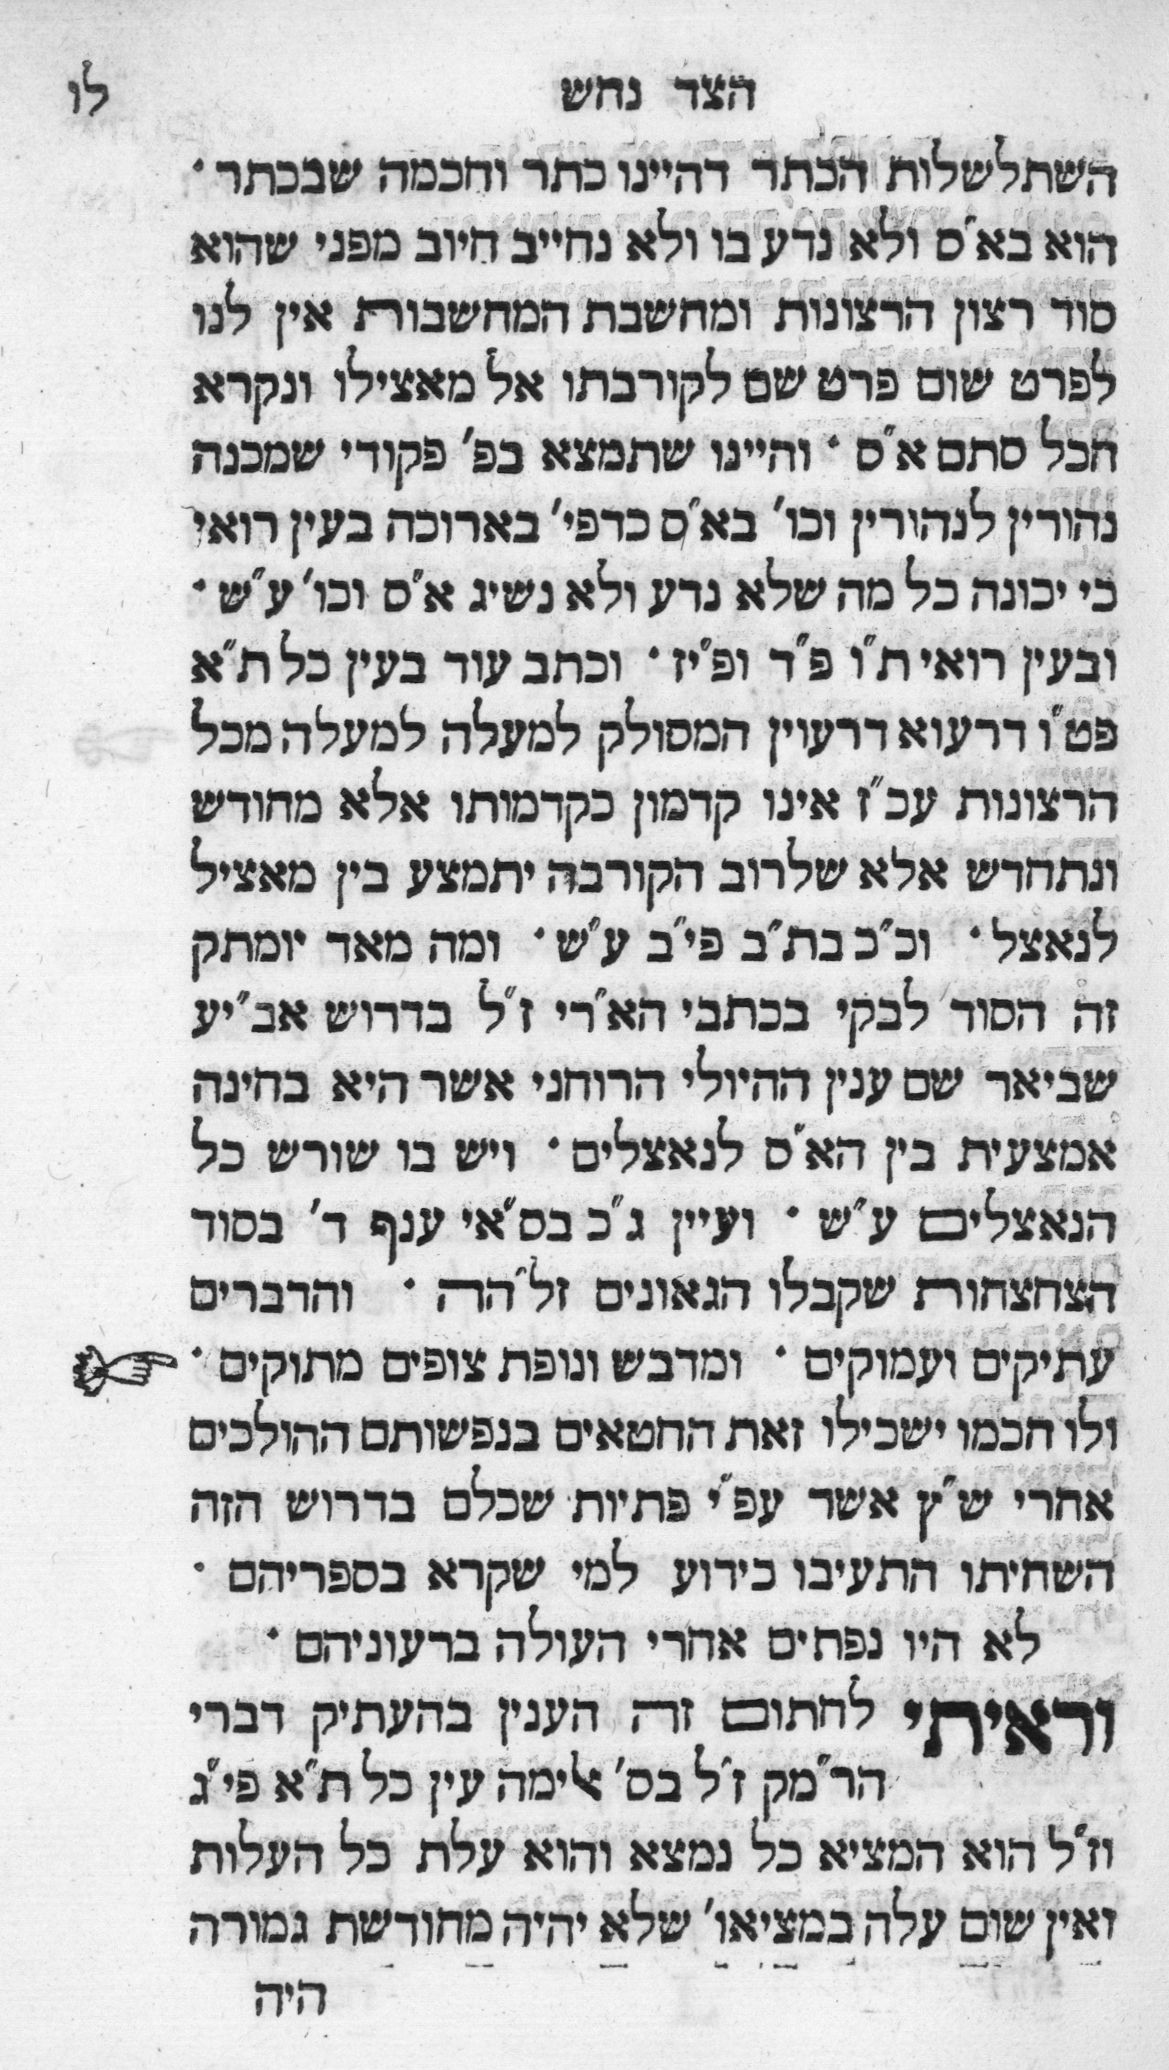 הצד נחש לו
השתלשלות הכתר דהיינו כתר וחכמה שבכתר ·
הוא בא״ס ולא נדע בו ולא נחייב חיוב מפני שהוא
סוד רצון הרצונות ומחשבת המחשבות אין לנו
לפרט שום פרט שם לקורבתו אל מאצילו ונקרא
הכל סתם א״ס · והיינו שתמצא בפ׳ פקודי שמכנה
נהורין לנהורין וכו׳ בא״ס כדפי׳ בארוכה בעין רואי
כי יכונה כל מה שלא נדע ולא נשיג א״ס וכו׳ ע״ש ·
ובעין רואי ת״ו פ״ד ופ״יז · וכתב עוד בעין כל ת״א
פט״ו דרעוא דרעוין המסולק למעלה למעלה מכל
הרצונות עכ״ז אינו קדמון כקדמותו אלא מחודש
ונתחדש אלא שלרוב הקורבה יתמצע בין מאציל
לנאצל · וכ״כ בת״ב פי״ב ע״ש · ומה מאד יומתק
זה הסוד לבקי בכתבי הא״רי ז״ל בדרוש אב״יע
שביאר שם ענין ההיולי הרוחני אשר היא בחינה
אמצעית בין הא״ס לנאצלים · ויש בו שורש כל
הנאצלים ע״ש · ועיין ג״כ בס״אי ענף ד׳ בסוד
הצחצחות שקבלו הגאונים זל״הה · והדברים
עתיקים ועמוקים · ומדבש ונופת צופים מתוקים ·
ולו חכמו ישכילו זאת החטאים בנפשותם ההולכים
אחרי ש״ץ אשר עפ״י פתיות שכלם בדרוש הזה
השחיתו התעיבו כידוע למי שקרא בספריהם ·
לא היו נפתים אחרי העולה ברעוניהם ·
וראיתי לחתום זה הענין בהעתיק דברי
הר״מק ז״ל בס׳ אלימה עין כל ת״א פי״ג
וז״ל הוא המציא כל נמצא והוא עלת כל העלות
ואין שום עלה במציאו׳ שלא יהיה מחודשת גמורה
היה